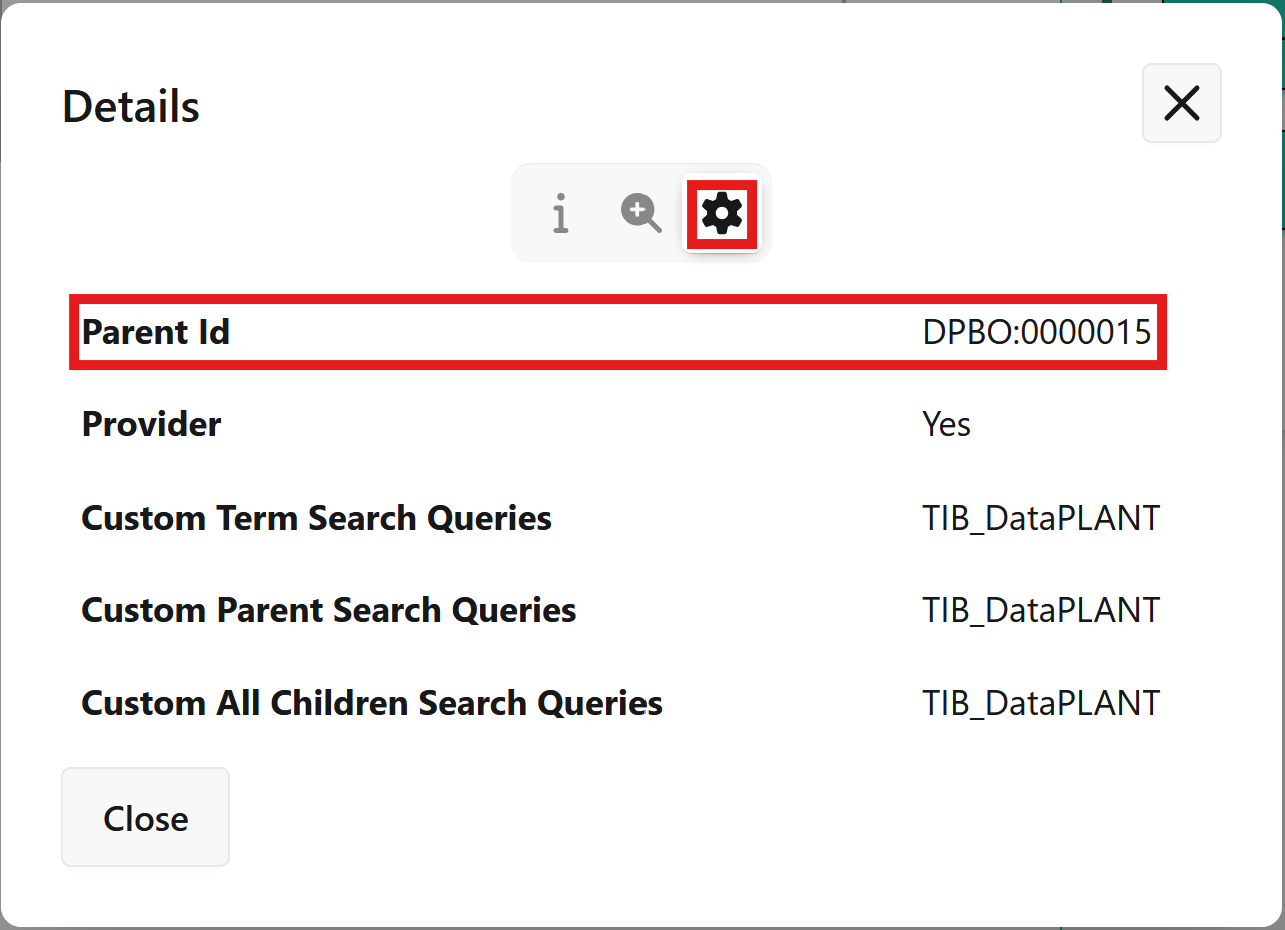 Details
Parent Id DPBO:0000015
Provider Yes
Custom Term Search Queries TIB_DataPLANT
Custom Parent Search Queries TIB_DataPLANT
Custom All Children Search Queries TIB_DataPLANT
Close